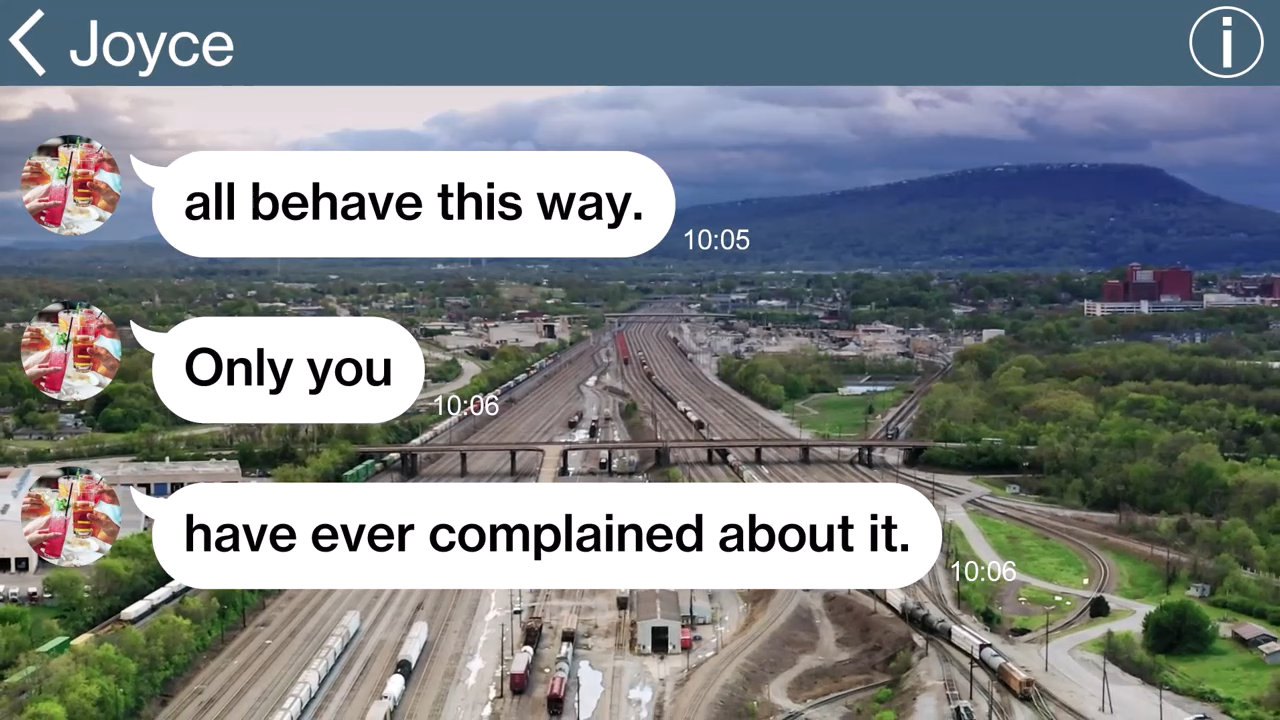 Joyce
all behave this way.
10:05
Only you
10:06
have ever complained about it.
10:06